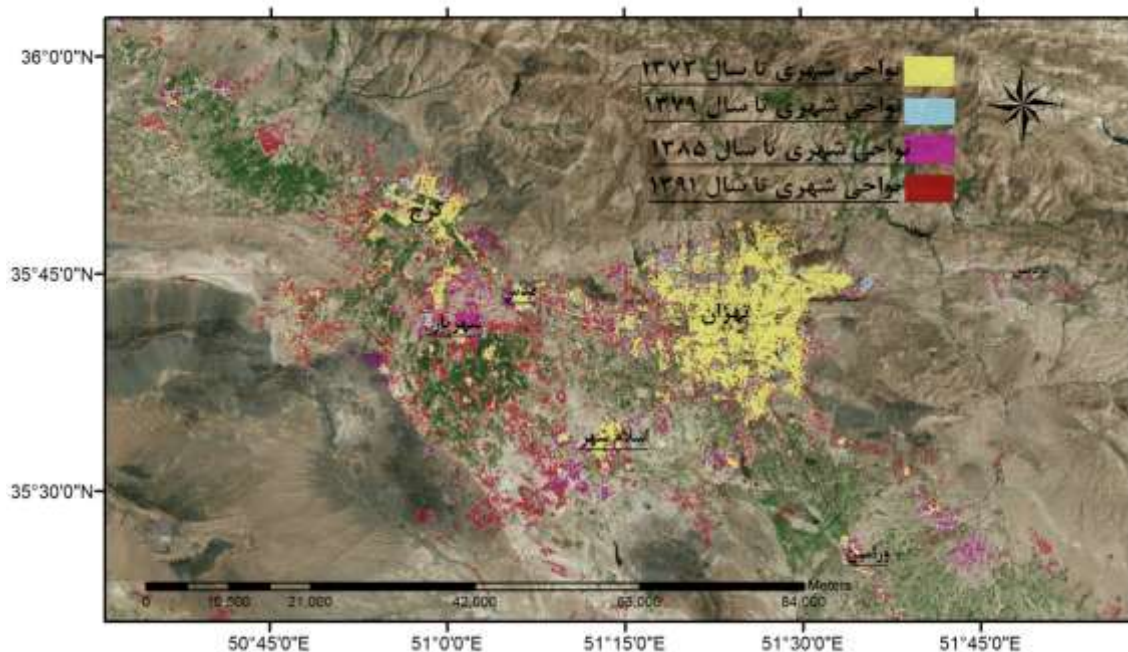 36°0'0"N
نواحی شهری تا سال ۱۳۷۳
نواحی شهری تا سال ۱۳۷۹
نواحی شهری تا سال ۱۳۸۵
نواحی شهری تا سال ۱۳۹۱
کرج
35°45'0"N
تهران
شهریار
اسلام شهر
35°30'0"N
ورامین
Meters
0 10,500 21,000 42,000 63,000 84,000
50°45'0"E 51°0'0"E 51°15'0"E 51°30'0"E 51°45'0"E